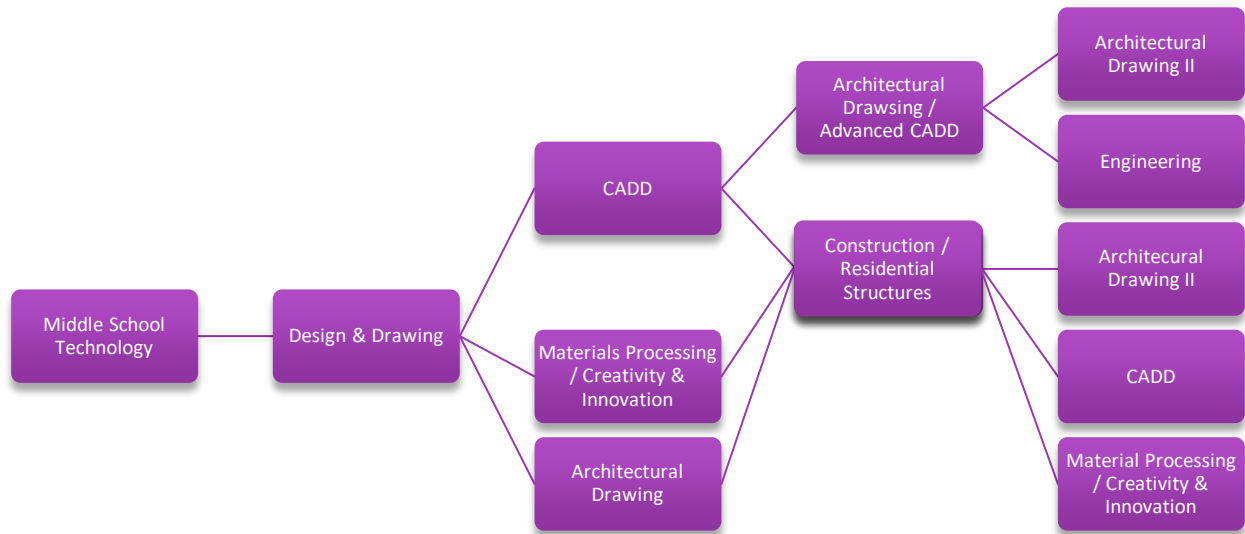 Middle School
Technology
Design & Drawing
CADD
Materials Processing
/ Creativity &
Innovation
Architectural
Drawing
Architectural
Drawsing /
Advanced CADD
Construction /
Residential
Structures
Architectural
Drawing II
Engineering
Architecural
Drawing II
CADD
Material Processing
/ Creativity &
Innovation